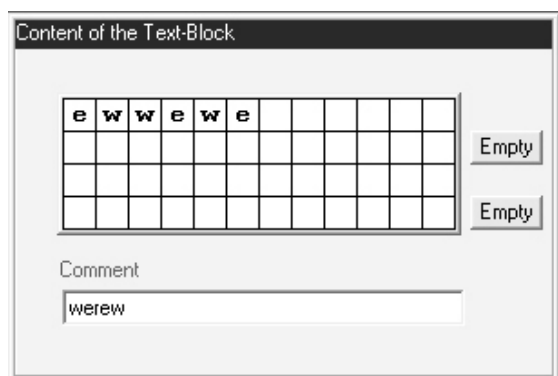 Content of the Text-Block
e w w e w e
Empty
Empty
Comment
werew